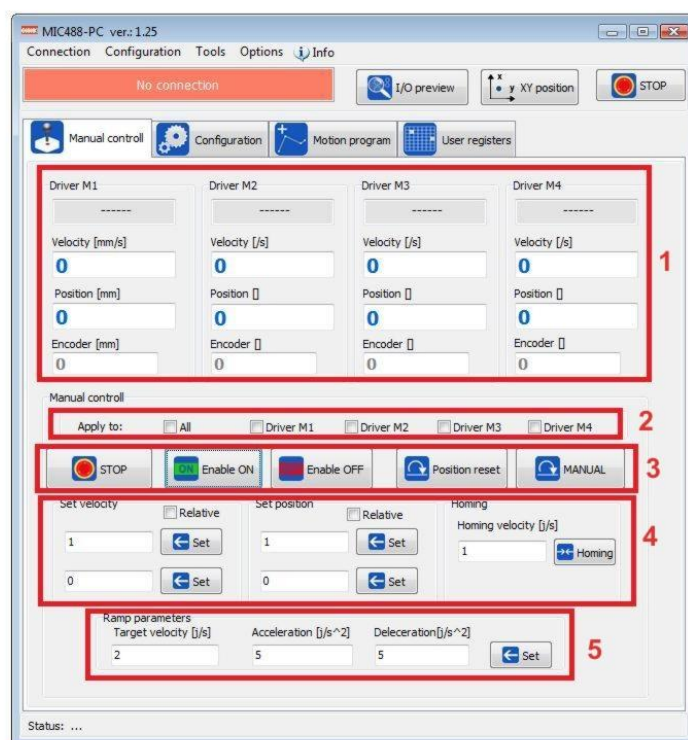 MIC488-PC ver.: 1.25
Connection Configuration Tools Options Info
No connection I/O preview x y XY position STOP
Manual controll Configuration Motion program User registers
Driver M1 Driver M2 Driver M3 Driver M4
------ ------ ------ ------
Velocity [mm/s] Velocity [/s] Velocity [/s] Velocity [/s]
0 0 0 0
1
Position [mm] Position [] Position [] Position []
0 0 0 0
Encoder [mm] Encoder [] Encoder [] Encoder []
0 0 0 0
Manual controll
Apply to: All Driver M1 Driver M2 Driver M3 Driver M4 2
STOP ON Enable ON Enable OFF Position reset MANUAL 3
Set velocity Relative Set position Relative Homing
Homing velocity [j/s] 4
1 Set 1 Set 1 Homing
0 Set 0 Set
Ramp parameters
Target velocity [j/s] Acceleration [j/s^2] Deleceration[j/s^2]
2 5 5 Set 5
Status: ...